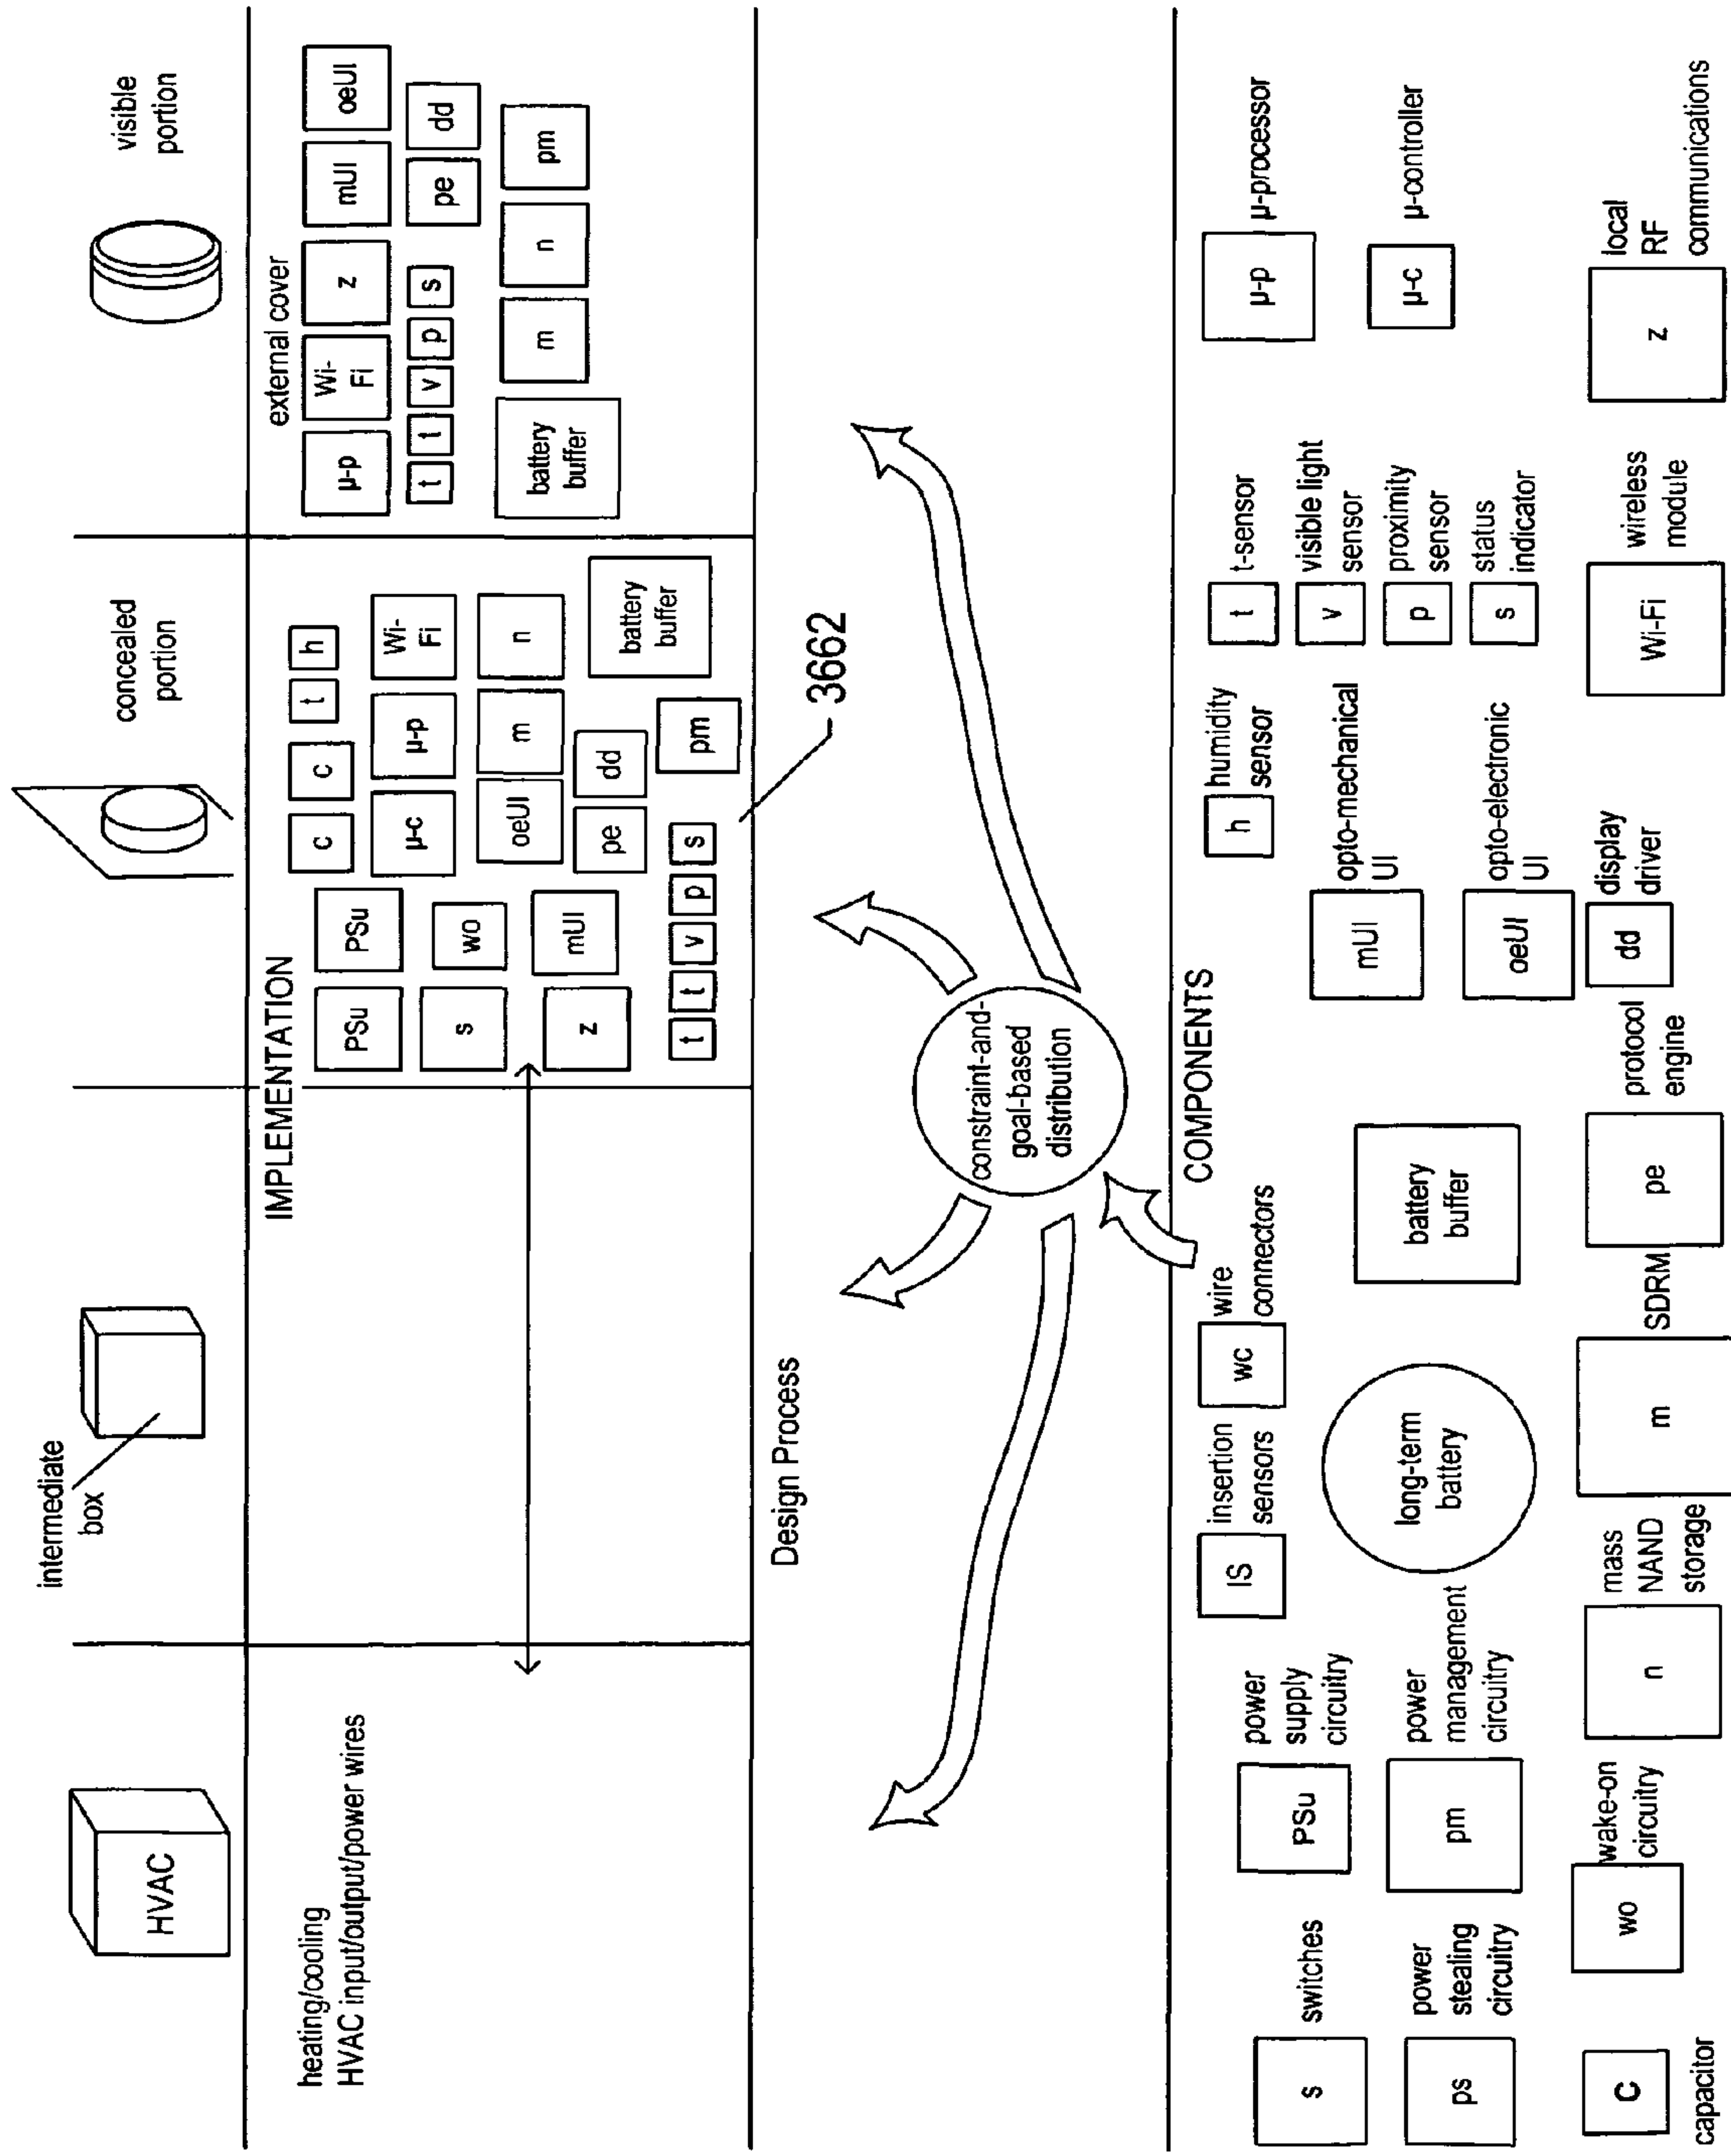 intermediate
box
concealed
portion
visible
portion
HVAC
IMPLEMENTATION
external cover
heating/cooling
HVAC input/output/power wires
PSu
PSu
c
c
t
h
s
wo
μ-c
μ-p
Wi-
Fi
z
mUI
oeUI
m
n
pe
dd
battery
buffer
t
t
v
p
s
pm
μ-p
Wi-
Fi
z
mUI
oeUI
t
t
v
p
s
pe
dd
battery
buffer
m
n
pm
3662
Design Process
constraint-and-
goal-based
distribution
COMPONENTS
s
switches
PSu
power
supply
circuitry
IS
insertion
sensors
wc
wire
connectors
h
humidity
sensor
t
t-sensor
μ-p
μ-processor
v
visible light
sensor
p
proximity
sensor
s
status
indicator
μ-c
μ-controller
ps
power
stealing
circuitry
pm
power
management
circuitry
long-term
battery
battery
buffer
mUI
opto-mechanical
UI
oeUI
opto-electronic
UI
C
capacitor
wo
wake-on
circuitry
n
mass
NAND
storage
m
SDRM
pe
protocol
engine
dd
display
driver
Wi-Fi
wireless
module
z
local
RF
communications